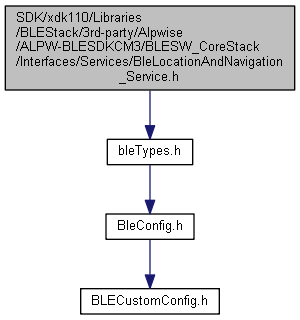 SDK/xdk110/Libraries
/BLEStack/3rd-party/Alpwise
/ALPW-BLESDKCM3/BLESW_CoreStack
/Interfaces/Services/BleLocationAndNavigation
_Service.h
bleTypes.h
BleConfig.h
BLECustomConfig.h